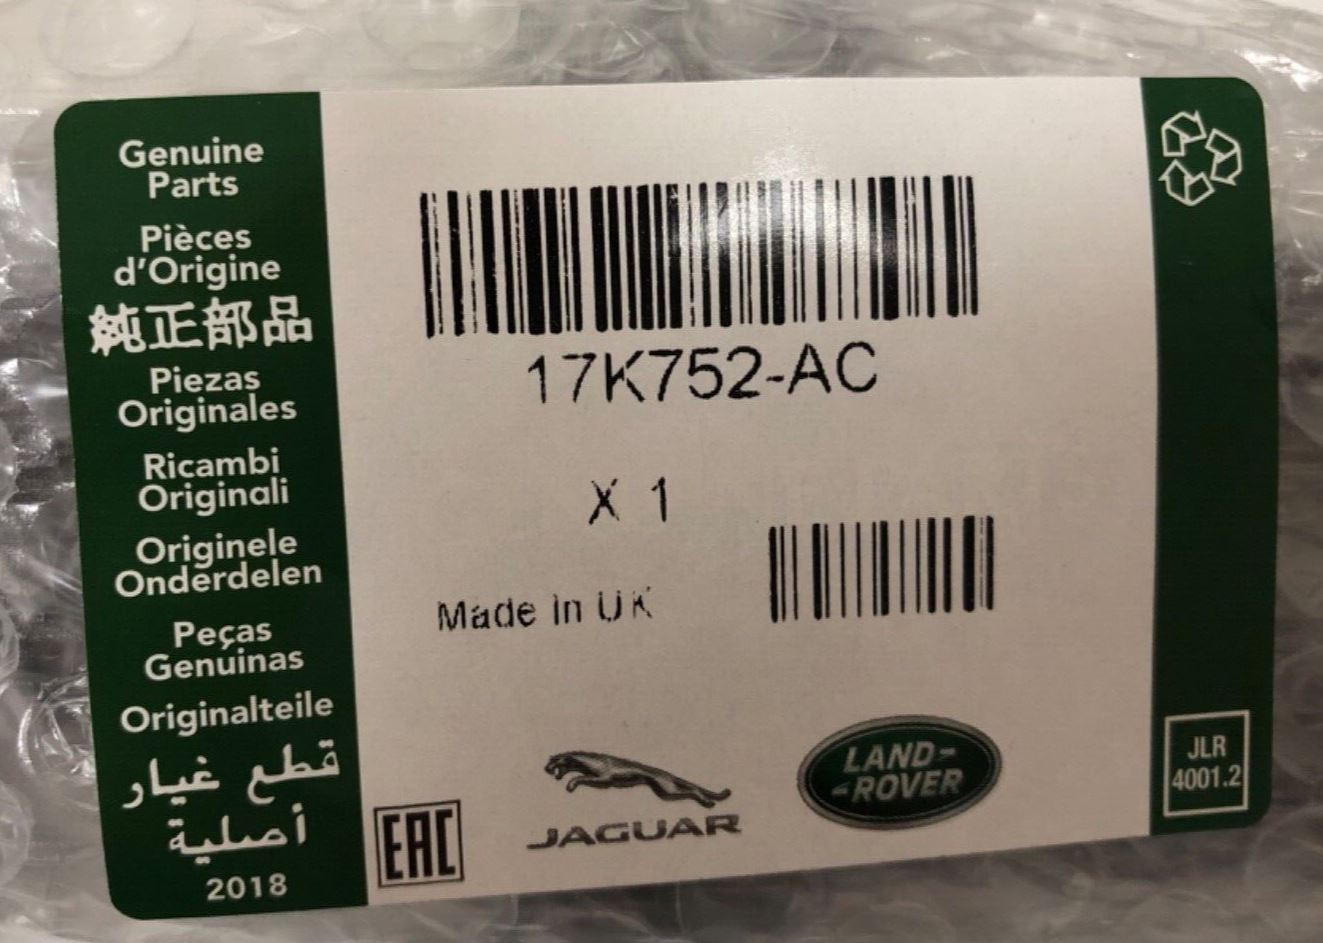 Genuine
Parts
Pièces
d'Origine
純正部品
Piezas
Originales
Ricambi
Originali
Originele
Onderdelen
Peças
Genuinas
Originalteile
قطع غيار
أصلية
2018
17K752-AC
X 1
Made In UK
EAC
JAGUAR
LAND-
-ROVER
JLR
4001.2